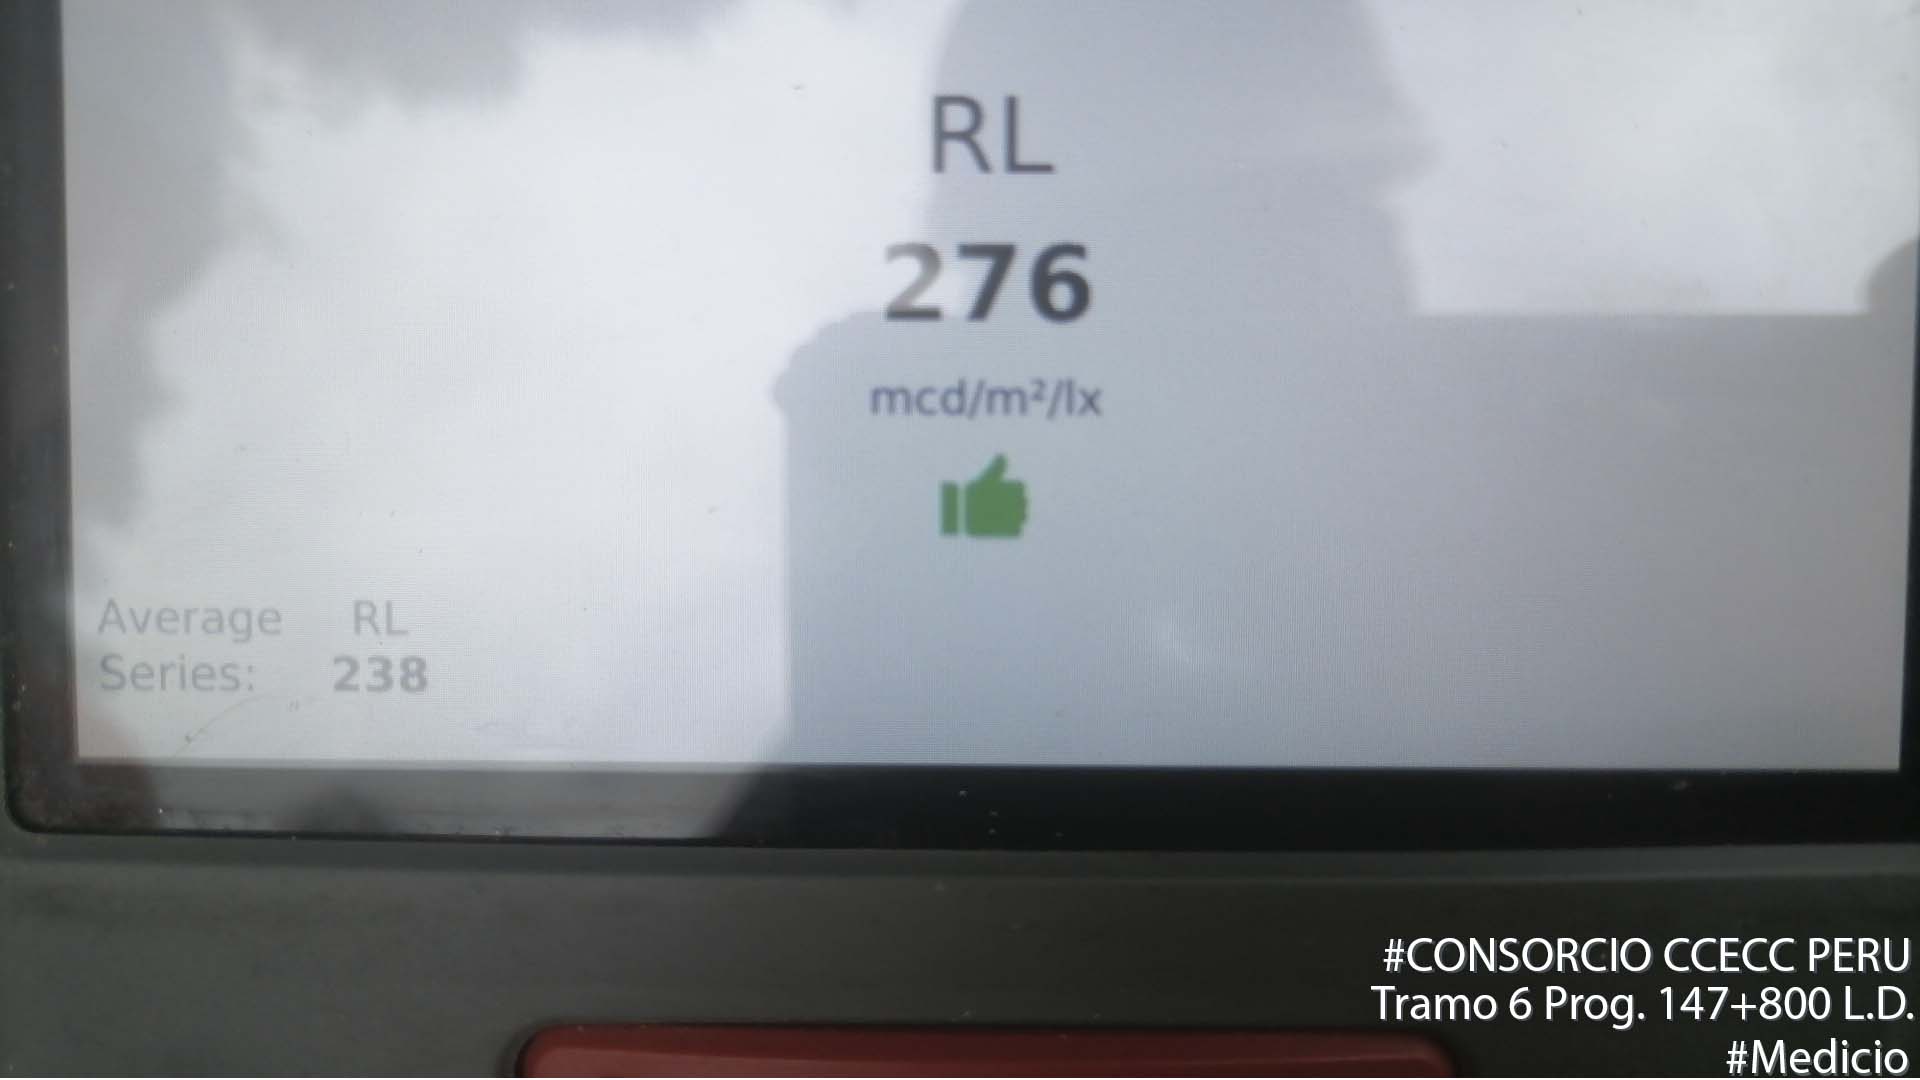 RL
276
mcd/m²/lx
Average RL
Series: 238
#CONSORCIO CCECC PERU
Tramo 6 Prog. 147+800 L.D.
#Medicio